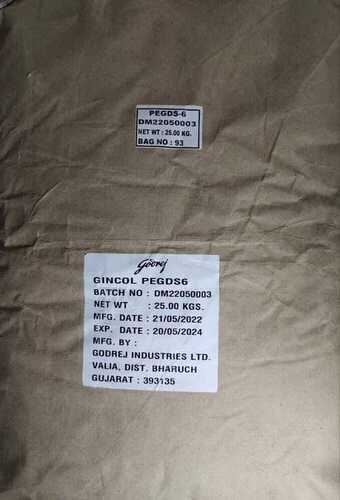 PEGDS-6
DM22050003
NET WT : 25.00 KG.
BAG NO : 93
Godrej
GINCOL PEGDS6
BATCH NO : DM22050003
NET WT : 25.00 KGS.
MFG. DATE : 21/05/2022
EXP. DATE : 20/05/2024
MFG. BY :
GODREJ INDUSTRIES LTD.
VALIA, DIST. BHARUCH
GUJARAT : 393135